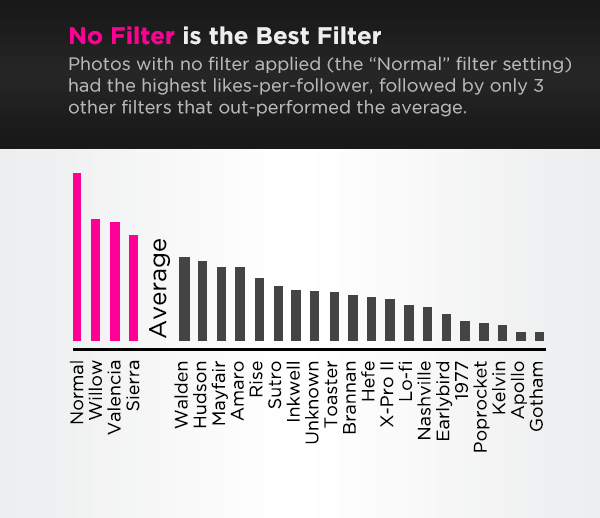 No Filter is the Best Filter
Photos with no filter applied (the “Normal” filter setting)
had the highest likes-per-follower, followed by only 3
other filters that out-performed the average.
Normal
Willow
Valencia
Sierra
Average
Walden
Hudson
Mayfair
Amaro
Rise
Sutro
Inkwell
Unknown
Toaster
Brannan
Hefe
X-Pro II
Lo-fi
Nashville
Earlybird
1977
Poprocket
Kelvin
Apollo
Gotham